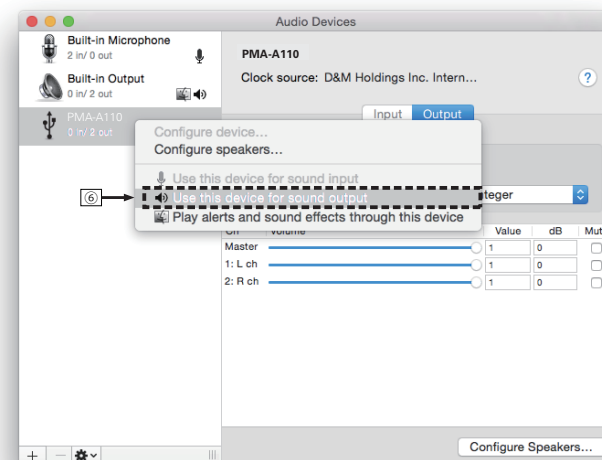 Audio Devices
Built-in Microphone
2 in/ 0 out
Built-in Output
0 in/ 2 out
PMA-A110
0 in/ 2 out
PMA-A110
Clock source: D&M Holdings Inc. Intern...
?
Input Output
Configure device...
Configure speakers...
Use this device for sound input
⑥ Use this device for sound output
Play alerts and sound effects through this device
nteger
Ch Volume Value dB Mut
Master 1 0
1: L ch 1 0
2: R ch 1 0
+ −
Configure Speakers...